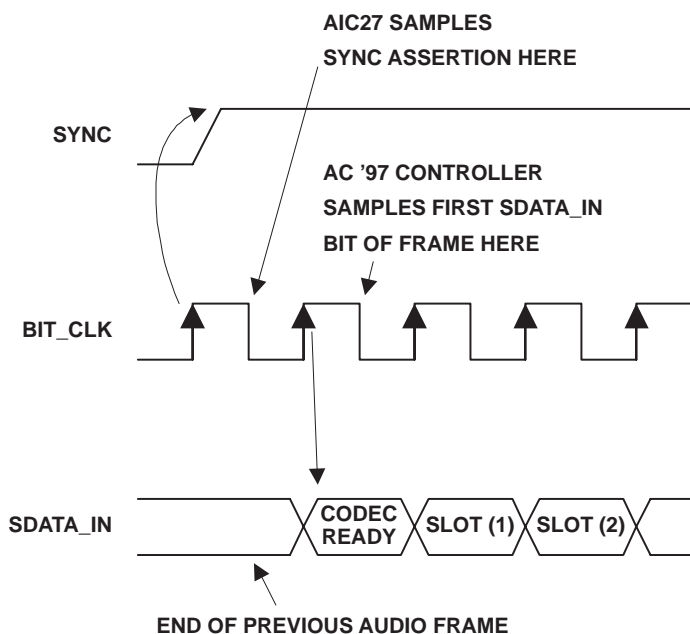 AIC27 SAMPLES
SYNC ASSERTION HERE
SYNC
AC '97 CONTROLLER
SAMPLES FIRST SDATA_IN
BIT OF FRAME HERE
BIT_CLK
SDATA_IN
CODEC
READY
SLOT (1)
SLOT (2)
END OF PREVIOUS AUDIO FRAME